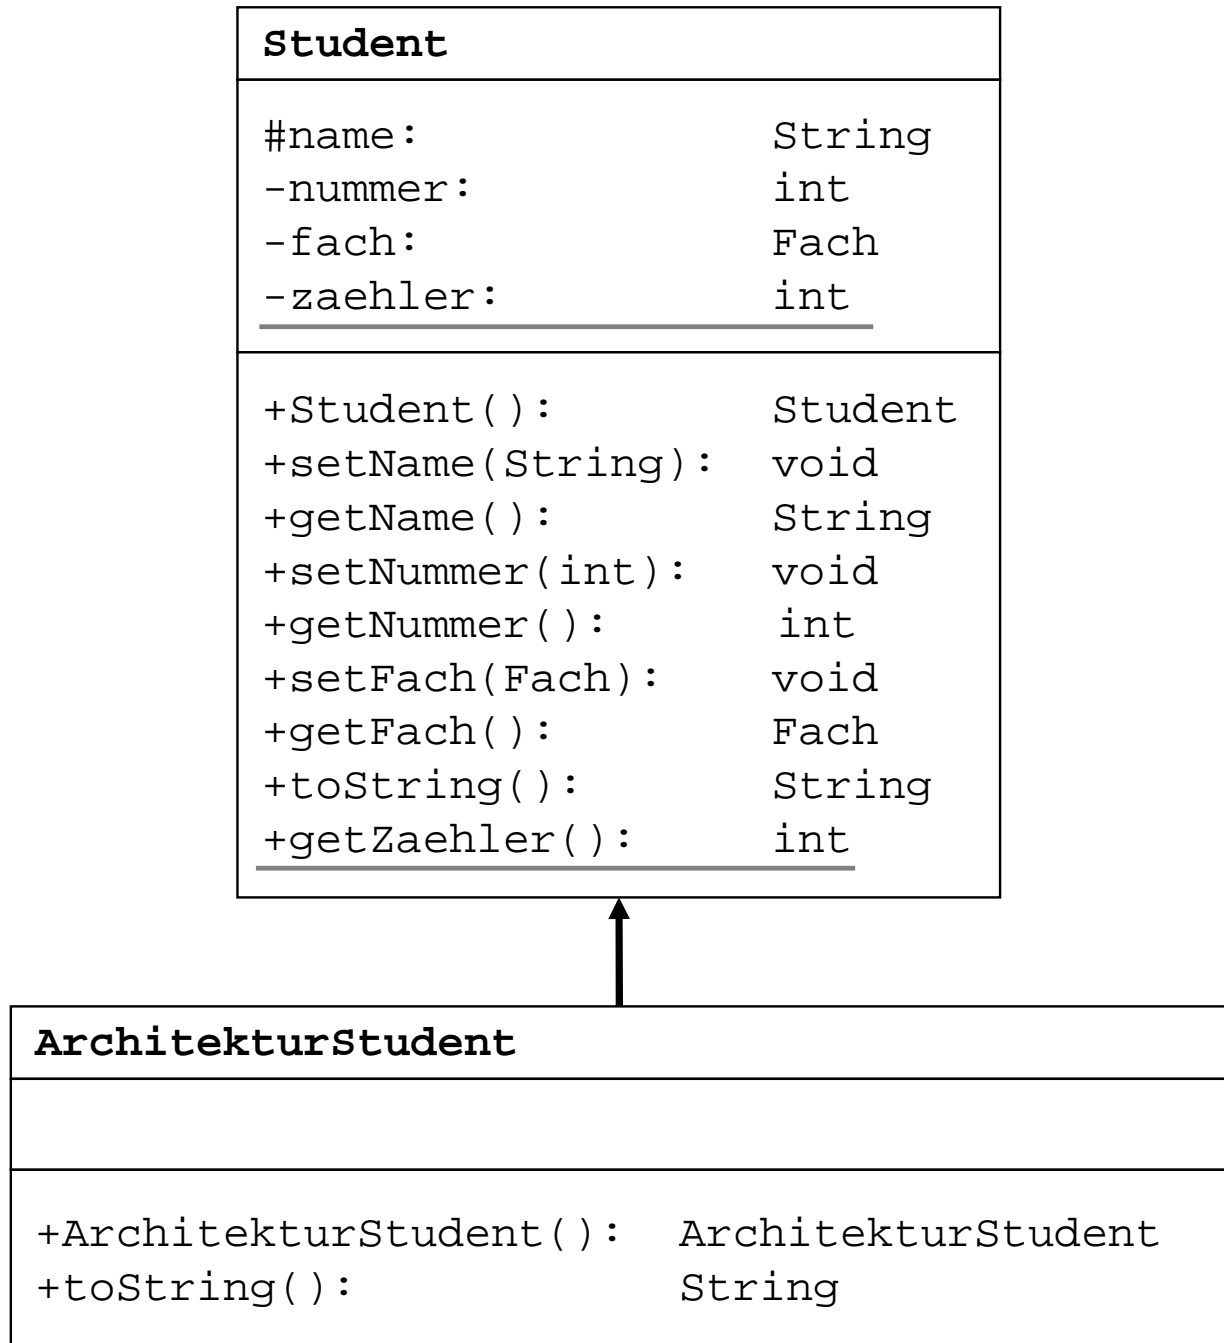 Student
#name: String
-nummer: int
-fach: Fach
-zaehler: int
+Student(): Student
+setName(String): void
+getName(): String
+setNummer(int): void
+getNummer(): int
+setFach(Fach): void
+getFach(): Fach
+toString(): String
+getZaehler(): int
ArchitekturStudent
+ArchitekturStudent(): ArchitekturStudent
+toString(): String